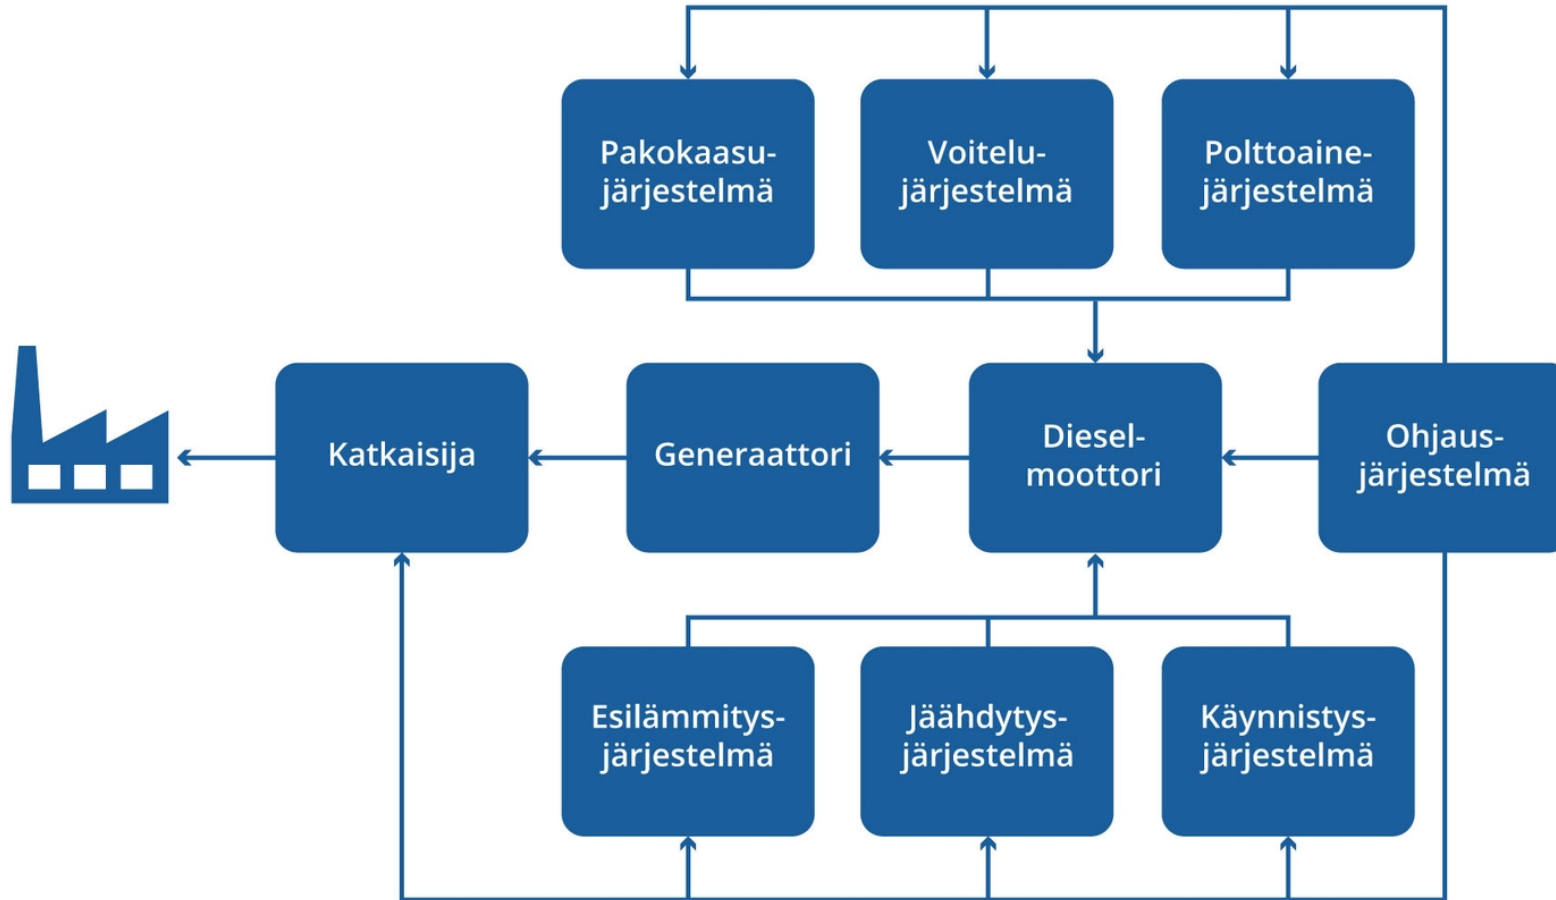 Pakokaasu-
järjestelmä
Voitelu-
järjestelmä
Polttoaine-
järjestelmä
Katkaisija
Generaattori
Diesel-
moottori
Ohjaus-
järjestelmä
Esilämmitys-
järjestelmä
Jäähdytys-
järjestelmä
Käynnistys-
järjestelmä